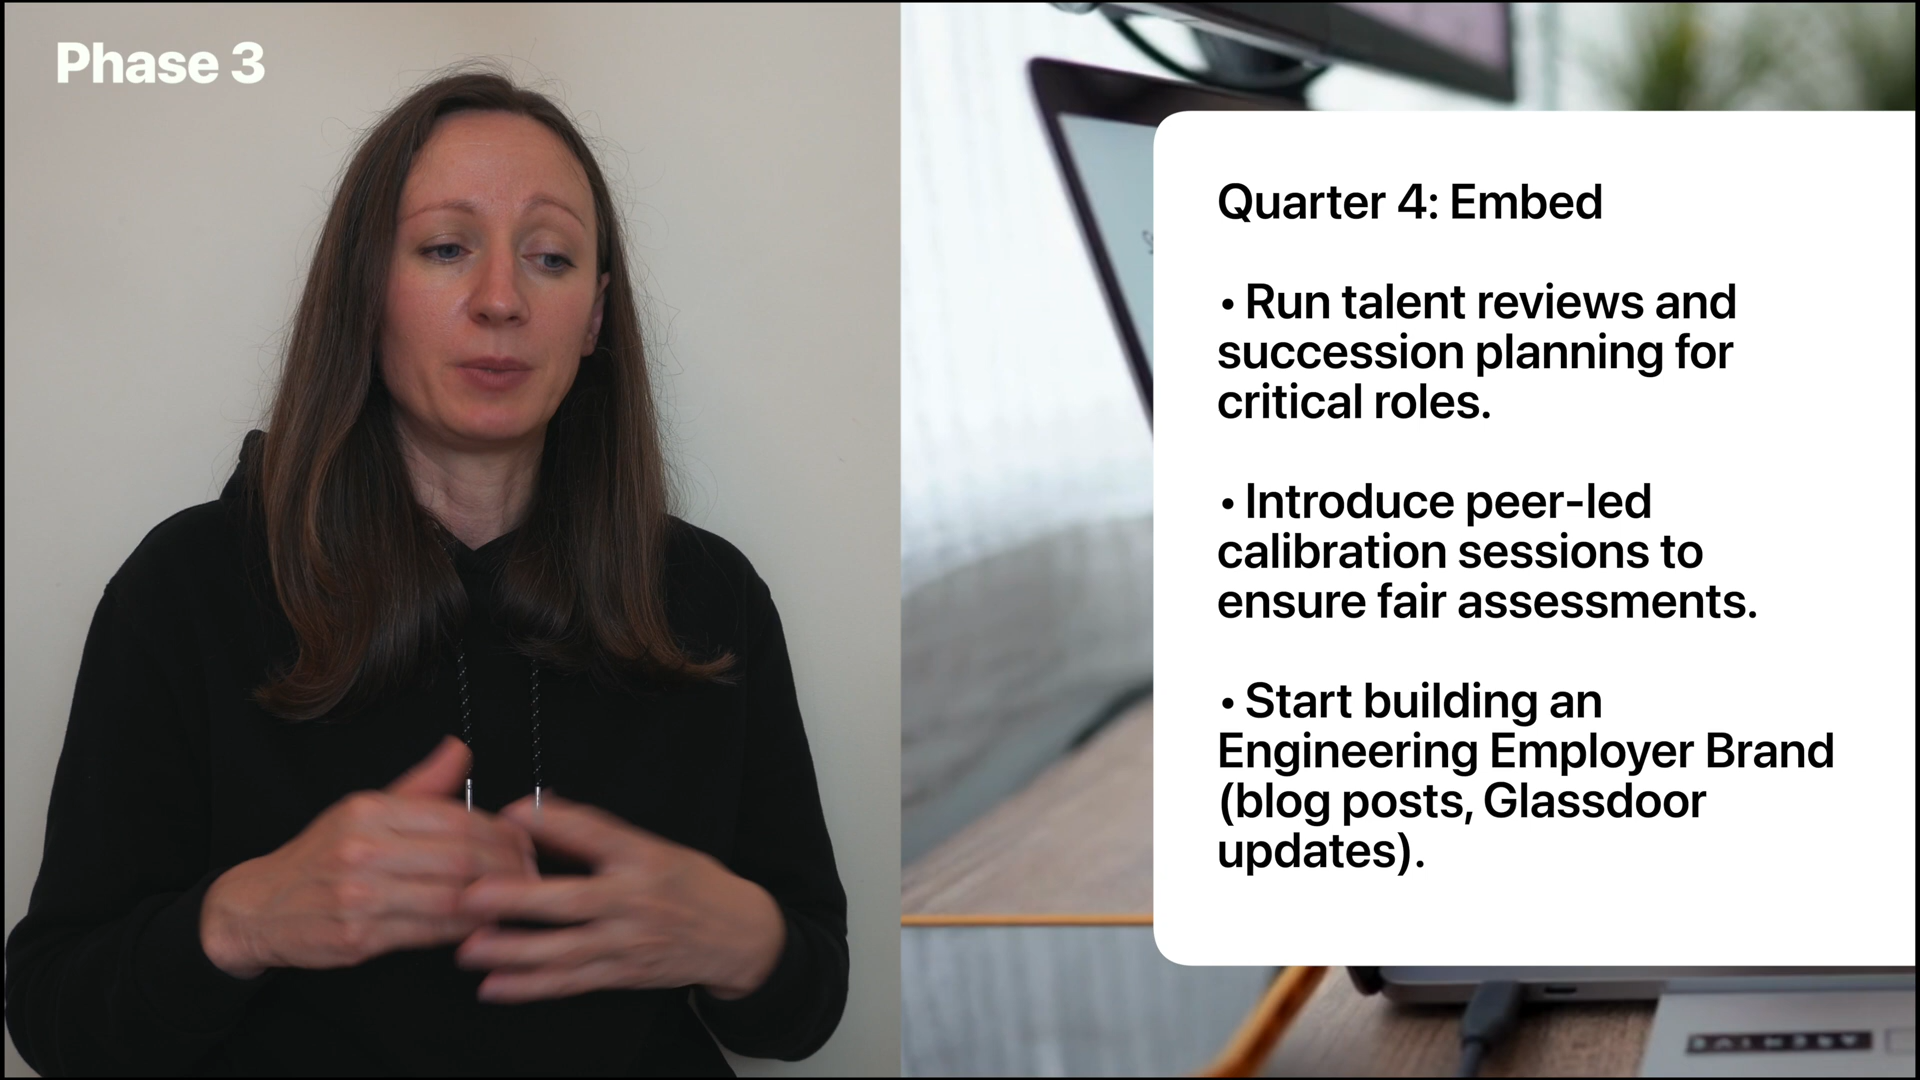 Phase 3
Quarter 4: Embed
• Run talent reviews and
succession planning for
critical roles.
• Introduce peer-led
calibration sessions to
ensure fair assessments.
• Start building an
Engineering Employer Brand
(blog posts, Glassdoor
updates).